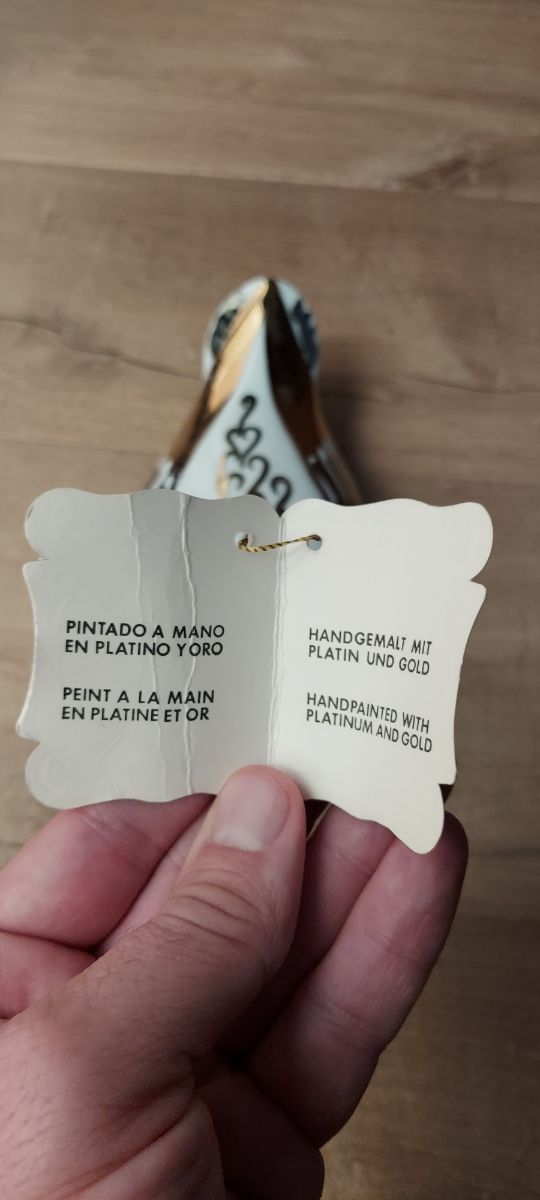 PINTADO A MANO
EN PLATINO Y ORO
PEINT A LA MAIN
EN PLATINE ET OR
HANDGEMALT MIT
PLATIN UND GOLD
HANDPAINTED WITH
PLATINUM AND GOLD